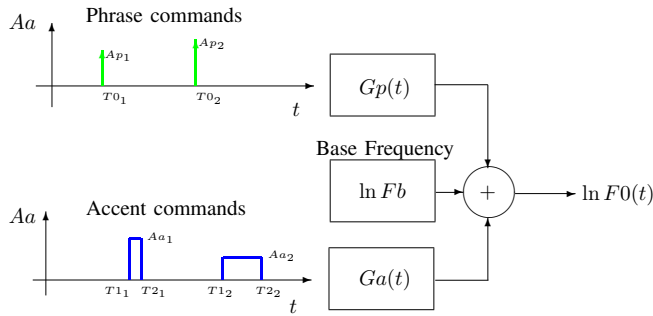 Phrase commands
Aa
Ap₁
Ap₂
T0₁
T0₂
t
Gp(t)
Base Frequency
ln Fb
+
ln F0(t)
Accent commands
Aa
Aa₁
Aa₂
T1₁
T2₁
T1₂
T2₂
t
Ga(t)